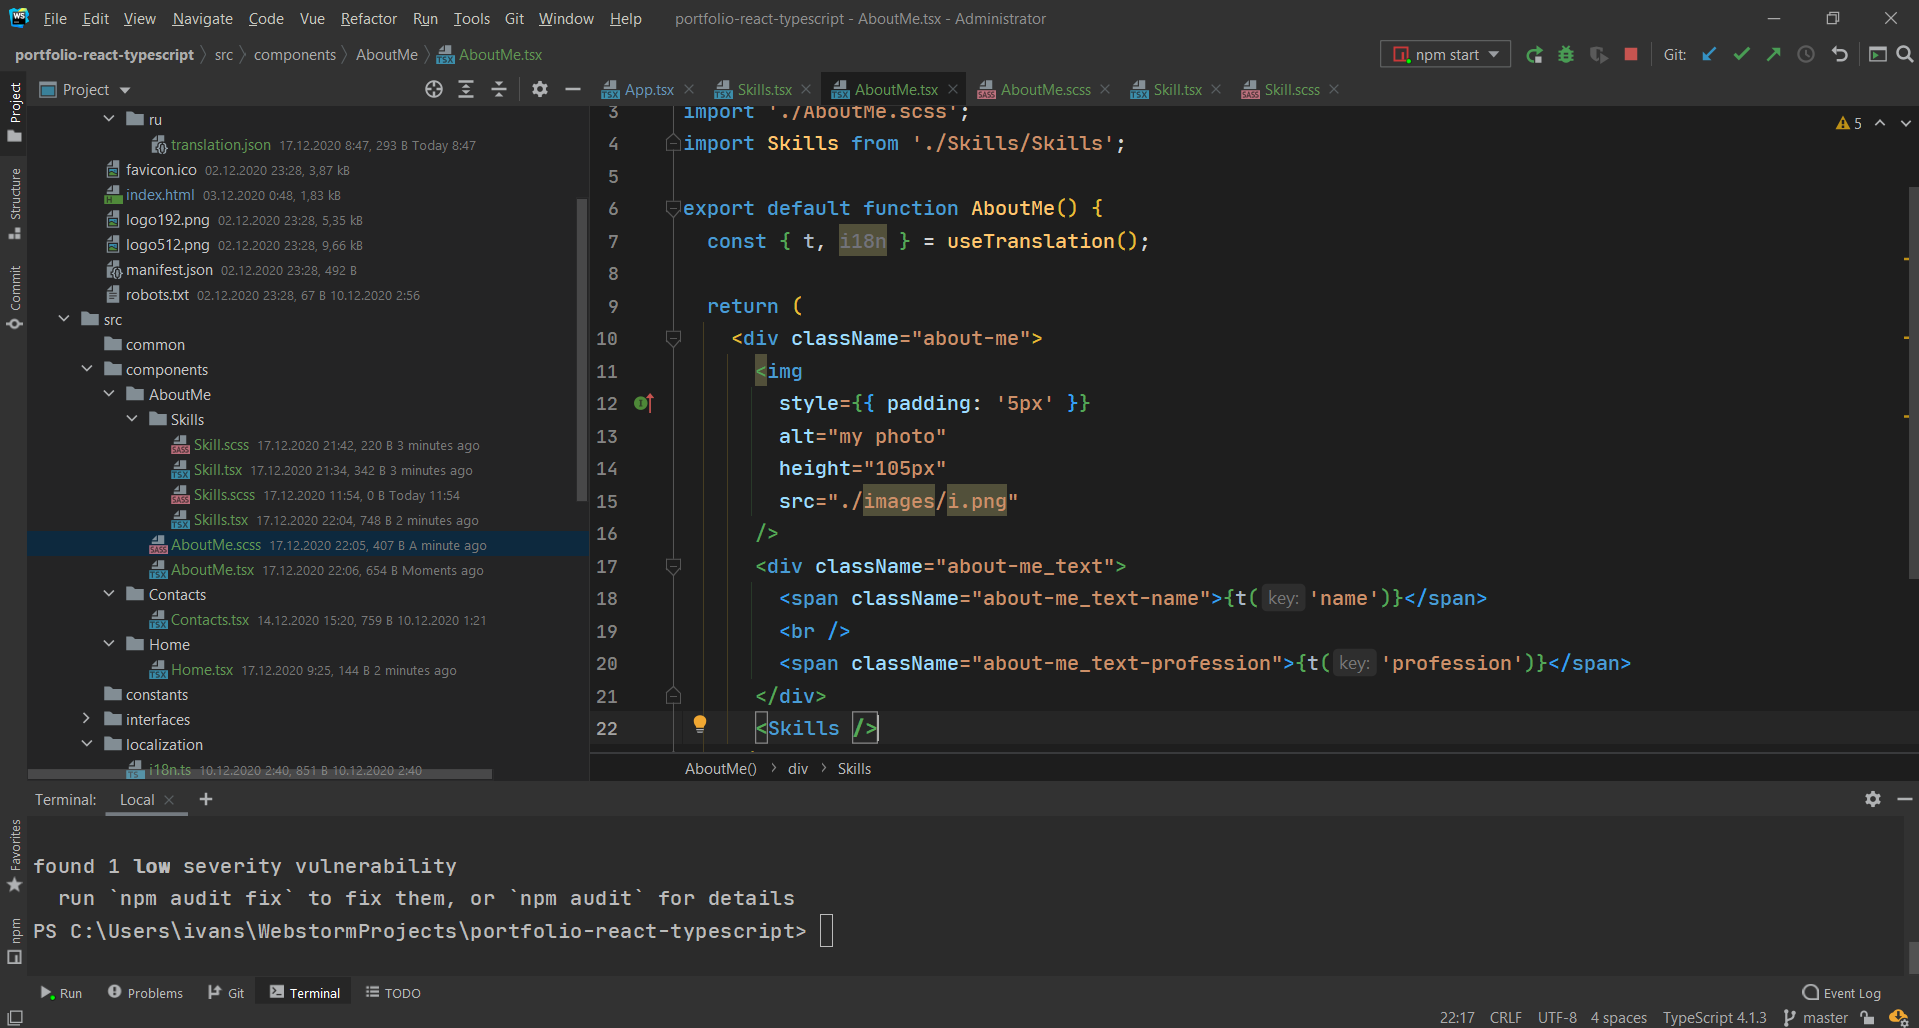 WS File Edit View Navigate Code Vue Refactor Run Tools Git Window Help portfolio-react-typescript - AboutMe.tsx - Administrator
portfolio-react-typescript src components AboutMe AboutMe.tsx npm start Git:
Project App.tsx Skills.tsx AboutMe.tsx AboutMe.scss Skill.tsx Skill.scss
Project
Structure
Commit
ru
translation.json 17.12.2020 8:47, 293 B Today 8:47
favicon.ico 02.12.2020 23:28, 3,87 kB
index.html 03.12.2020 0:48, 1,83 kB
logo192.png 02.12.2020 23:28, 5,35 kB
logo512.png 02.12.2020 23:28, 9,66 kB
manifest.json 02.12.2020 23:28, 492 B
robots.txt 02.12.2020 23:28, 67 B 10.12.2020 2:56
src
common
components
AboutMe
Skills
Skill.scss 17.12.2020 21:42, 220 B 3 minutes ago
Skill.tsx 17.12.2020 21:34, 342 B 3 minutes ago
Skills.scss 17.12.2020 11:54, 0 B Today 11:54
Skills.tsx 17.12.2020 22:04, 748 B 2 minutes ago
AboutMe.scss 17.12.2020 22:05, 407 B A minute ago
AboutMe.tsx 17.12.2020 22:06, 654 B Moments ago
Contacts
Contacts.tsx 14.12.2020 15:20, 759 B 10.12.2020 1:21
Home
Home.tsx 17.12.2020 9:25, 144 B 2 minutes ago
constants
interfaces
localization
i18n.ts 10.12.2020 2:40, 851 B 10.12.2020 2:40
5
3 import './AboutMe.scss';
4 import Skills from './Skills/Skills';
5
6 export default function AboutMe() {
7 const { t, i18n } = useTranslation();
8
9 return (
10 <div className="about-me">
11 <img
12 style={{ padding: '5px' }}
13 alt="my photo"
14 height="105px"
15 src="./images/i.png"
16 />
17 <div className="about-me_text">
18 <span className="about-me_text-name">{t( key: 'name')}</span>
19 <br />
20 <span className="about-me_text-profession">{t( key: 'profession')}</span>
21 </div>
22 <Skills />
AboutMe() div Skills
Terminal: Local
Favorites
npm
found 1 low severity vulnerability
run `npm audit fix` to fix them, or `npm audit` for details
PS C:\Users\ivans\WebstormProjects\portfolio-react-typescript>
Run Problems Git Terminal TODO Event Log
22:17 CRLF UTF-8 4 spaces TypeScript 4.1.3 master